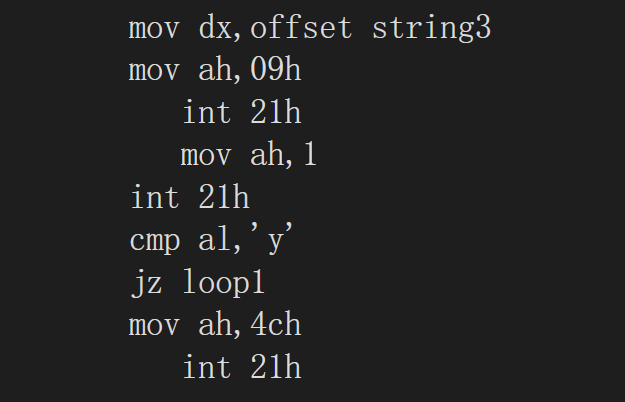 mov dx,offset string3
mov ah,09h
int 21h
mov ah,1
int 21h
cmp al,'y'
jz loop1
mov ah,4ch
int 21h